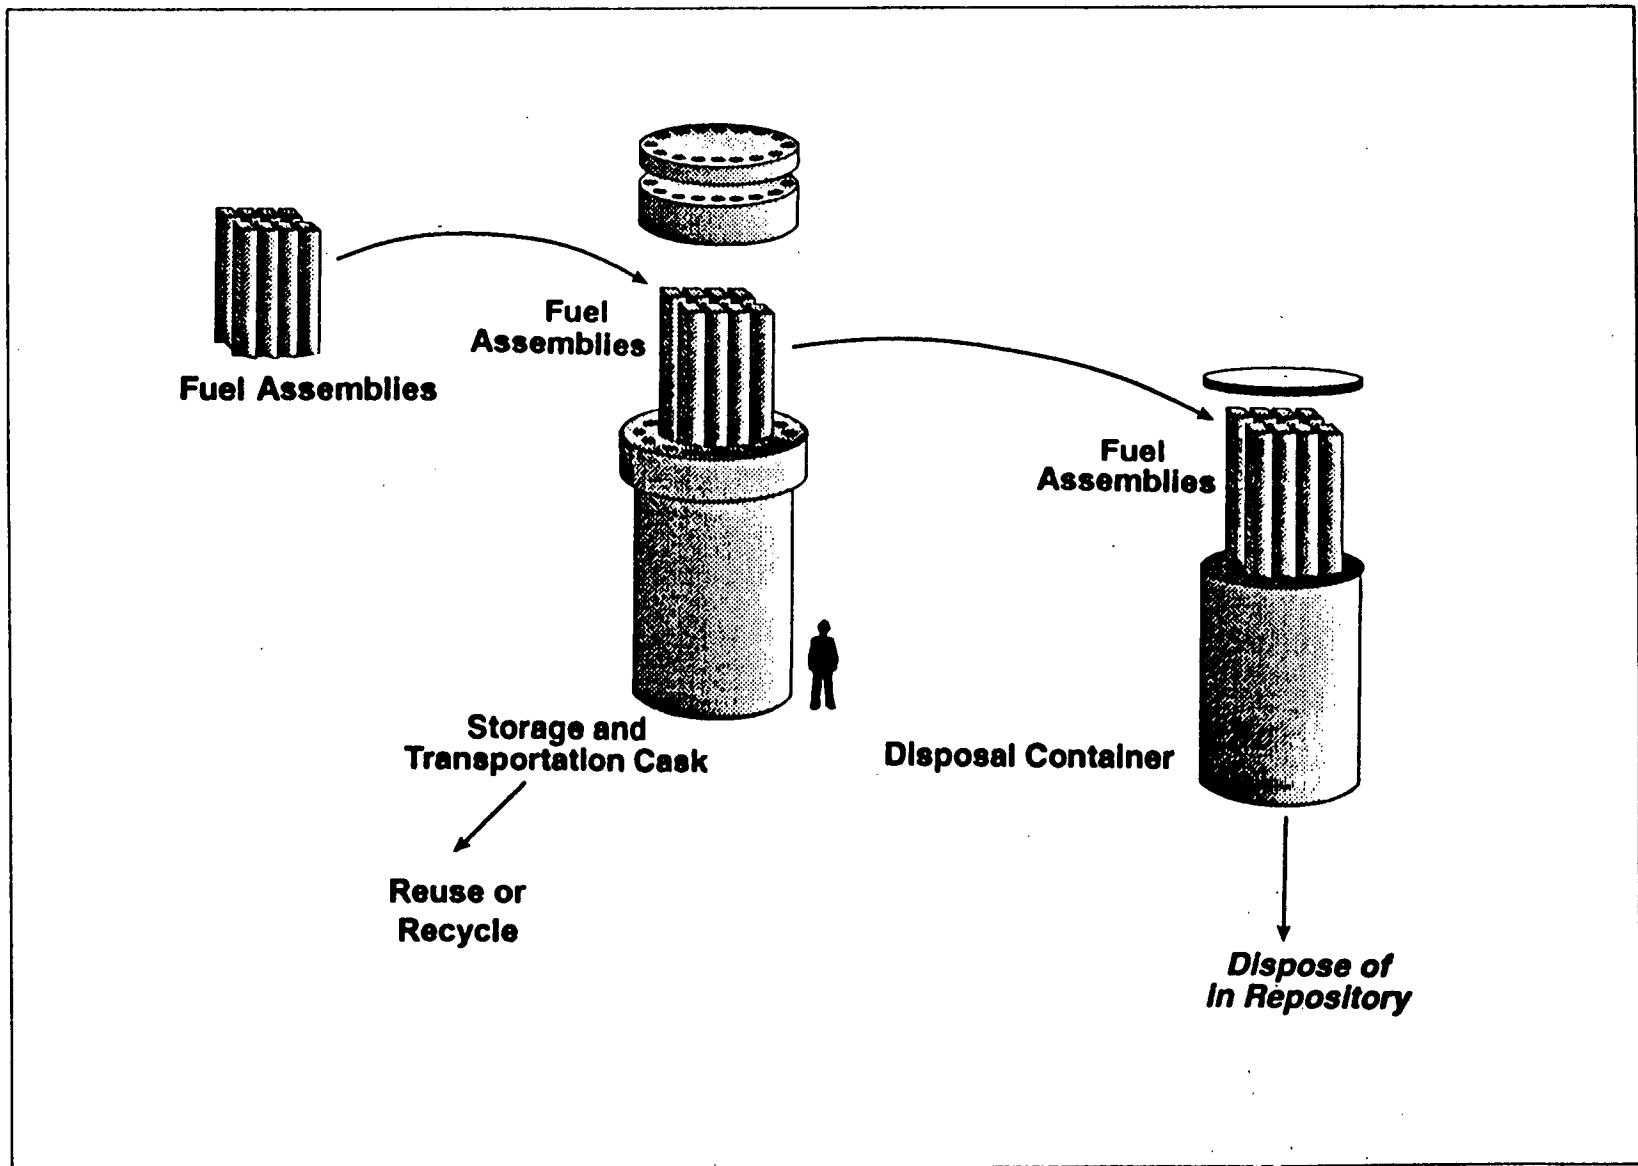 Fuel Assemblies
Fuel
Assemblies
Fuel
Assemblies
Storage and
Transportation Cask
Disposal Container
Reuse or
Recycle
Dispose of
in Repository